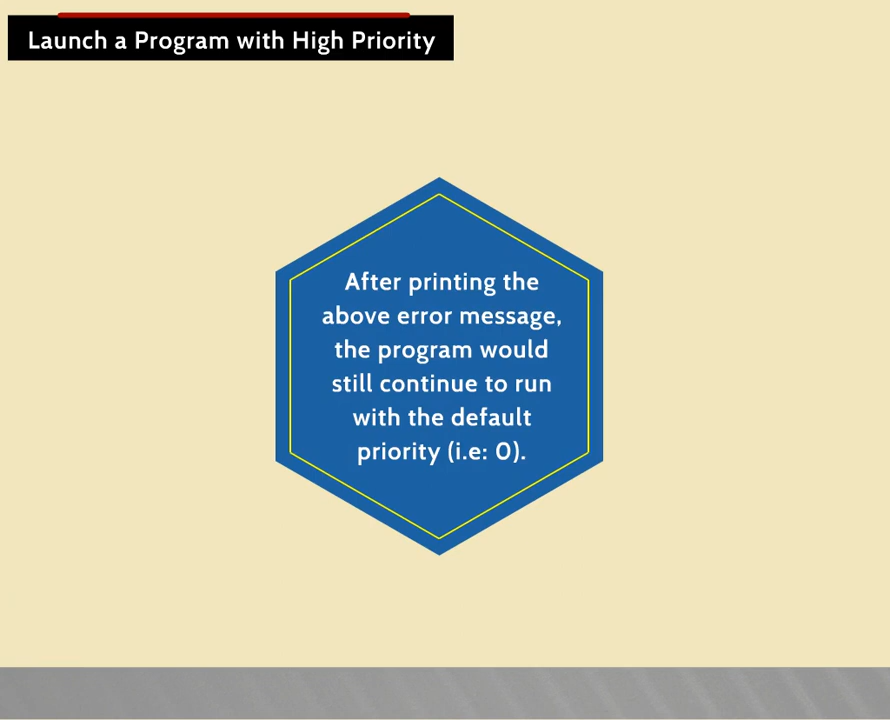 Launch a Program with High Priority
After printing the
above error message,
the program would
still continue to run
with the default
priority (i.e: 0).